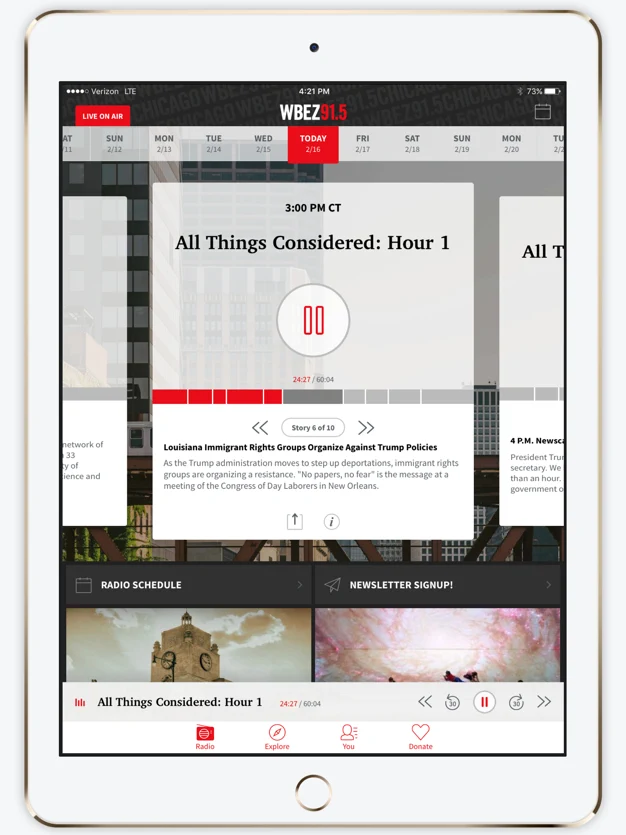 Verizon LTE
4:21 PM
73%
LIVE ON AIR
WBEZ91.5
AT
/11
SUN
2/12
MON
2/13
TUE
2/14
WED
2/15
TODAY
2/16
FRI
2/17
SAT
2/18
SUN
2/19
MON
2/20
TU
3:00 PM CT
All Things Considered: Hour 1
24:27 / 60:04
Story 6 of 10
Louisiana Immigrant Rights Groups Organize Against Trump Policies
As the Trump administration moves to step up deportations, immigrant rights
groups are organizing a resistance. "No papers, no fear" is the message at a
meeting of the Congress of Day Laborers in New Orleans.
i
network of
33
ty of
ience and
All T
4 P.M. Newsca
President Tru
secretary. We
than an hour.
government o
RADIO SCHEDULE
NEWSLETTER SIGNUP!
All Things Considered: Hour 1
24:27 / 60:04
30
30
Radio
Explore
You
Donate